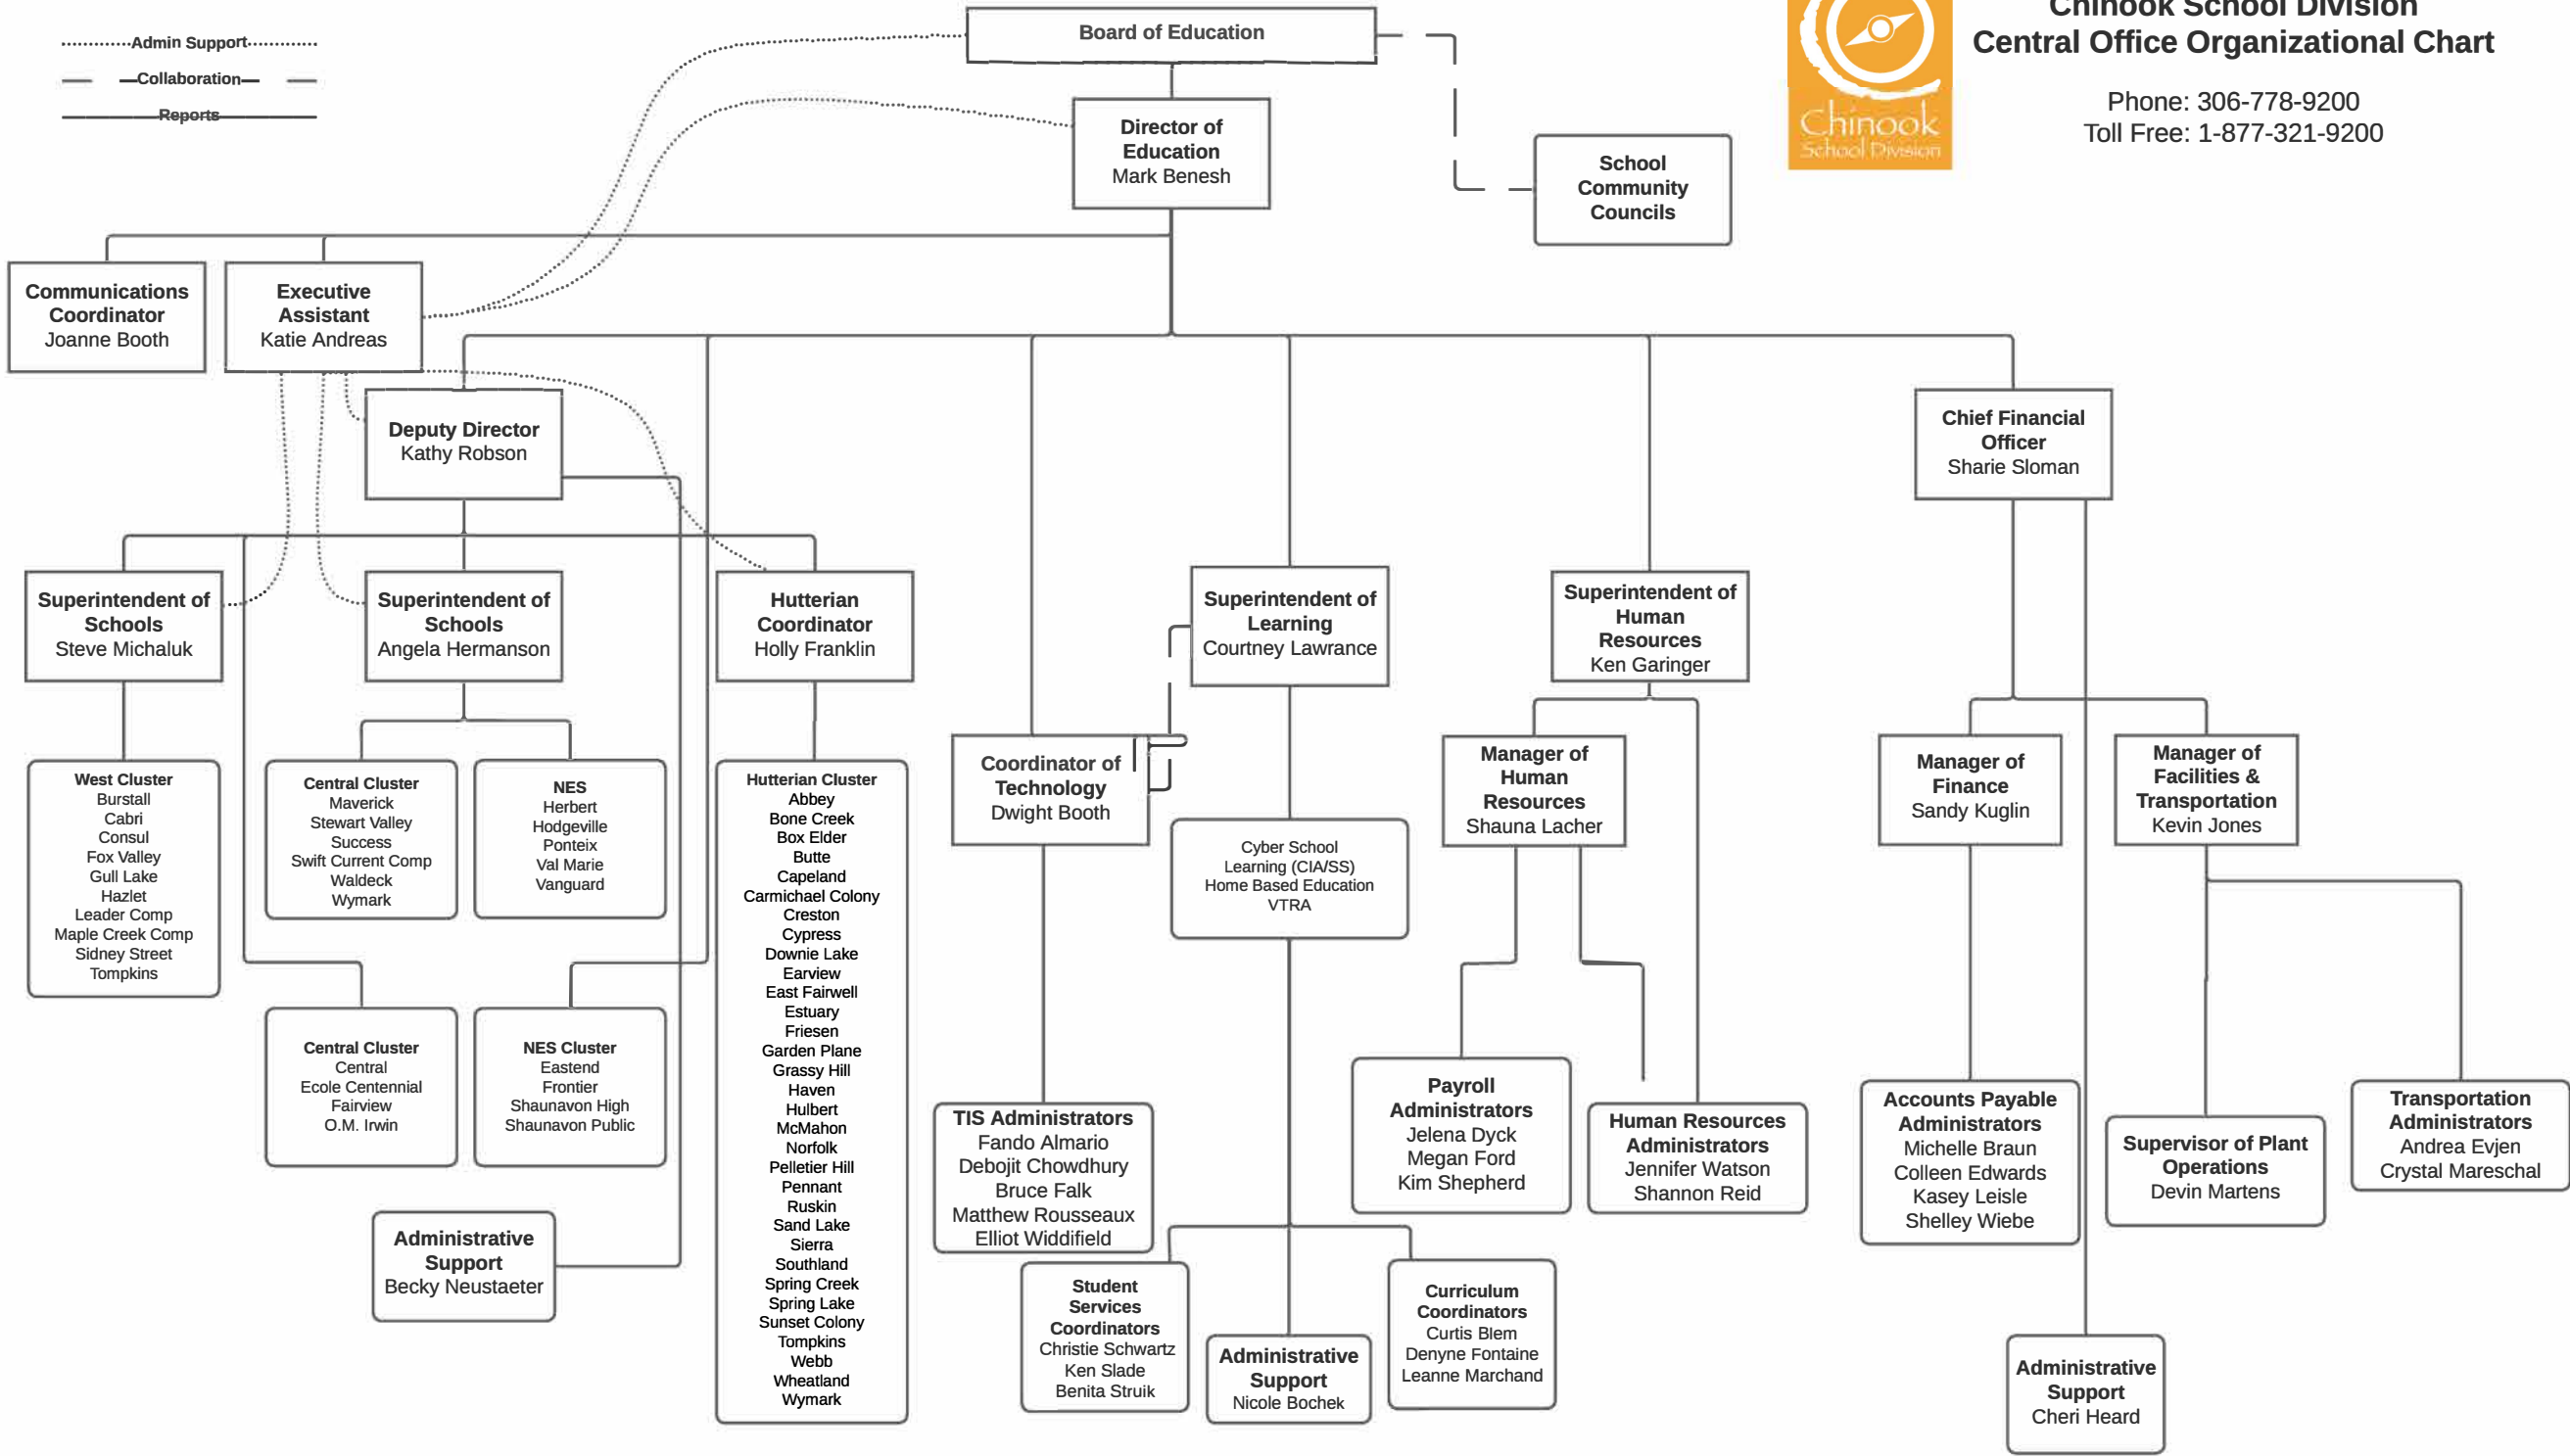 Chinook School Division
Central Office Organizational Chart
Phone: 306-778-9200
Toll Free: 1-877-321-9200
Chinook
School Division
Admin Support
Collaboration
Reports
Board of Education
Director of
Education
Mark Benesh
School
Community
Councils
Communications
Coordinator
Joanne Booth
Executive
Assistant
Katie Andreas
Deputy Director
Kathy Robson
Chief Financial
Officer
Sharie Sloman
Superintendent of
Schools
Steve Michaluk
Superintendent of
Schools
Angela Hermanson
Hutterian
Coordinator
Holly Franklin
Superintendent of
Learning
Courtney Lawrance
Superintendent of
Human
Resources
Ken Garinger
West Cluster
Burstall
Cabri
Consul
Fox Valley
Gull Lake
Hazlet
Leader Comp
Maple Creek Comp
Sidney Street
Tompkins
Central Cluster
Maverick
Stewart Valley
Success
Swift Current Comp
Waldeck
Wymark
NES
Herbert
Hodgeville
Ponteix
Val Marie
Vanguard
Hutterian Cluster
Abbey
Bone Creek
Box Elder
Butte
Capeland
Carmichael Colony
Creston
Cypress
Downie Lake
Earview
East Fairwell
Estuary
Friesen
Garden Plane
Grassy Hill
Haven
Hulbert
McMahon
Norfolk
Pelletier Hill
Pennant
Ruskin
Sand Lake
Sierra
Southland
Spring Creek
Spring Lake
Sunset Colony
Tompkins
Webb
Wheatland
Wymark
Coordinator of
Technology
Dwight Booth
Cyber School
Learning (CIA/SS)
Home Based Education
VTRA
Manager of
Human
Resources
Shauna Lacher
Manager of
Finance
Sandy Kuglin
Manager of
Facilities &
Transportation
Kevin Jones
Central Cluster
Central
Ecole Centennial
Fairview
O.M. Irwin
NES Cluster
Eastend
Frontier
Shaunavon High
Shaunavon Public
Administrative
Support
Becky Neustaeter
TIS Administrators
Fando Almario
Debojit Chowdhury
Bruce Falk
Matthew Rousseaux
Elliot Widdifield
Payroll
Administrators
Jelena Dyck
Megan Ford
Kim Shepherd
Human Resources
Administrators
Jennifer Watson
Shannon Reid
Accounts Payable
Administrators
Michelle Braun
Colleen Edwards
Kasey Leisle
Shelley Wiebe
Supervisor of Plant
Operations
Devin Martens
Transportation
Administrators
Andrea Evjen
Crystal Mareschal
Student
Services
Coordinators
Christie Schwartz
Ken Slade
Benita Struik
Administrative
Support
Nicole Bochek
Curriculum
Coordinators
Curtis Blem
Denyne Fontaine
Leanne Marchand
Administrative
Support
Cheri Heard